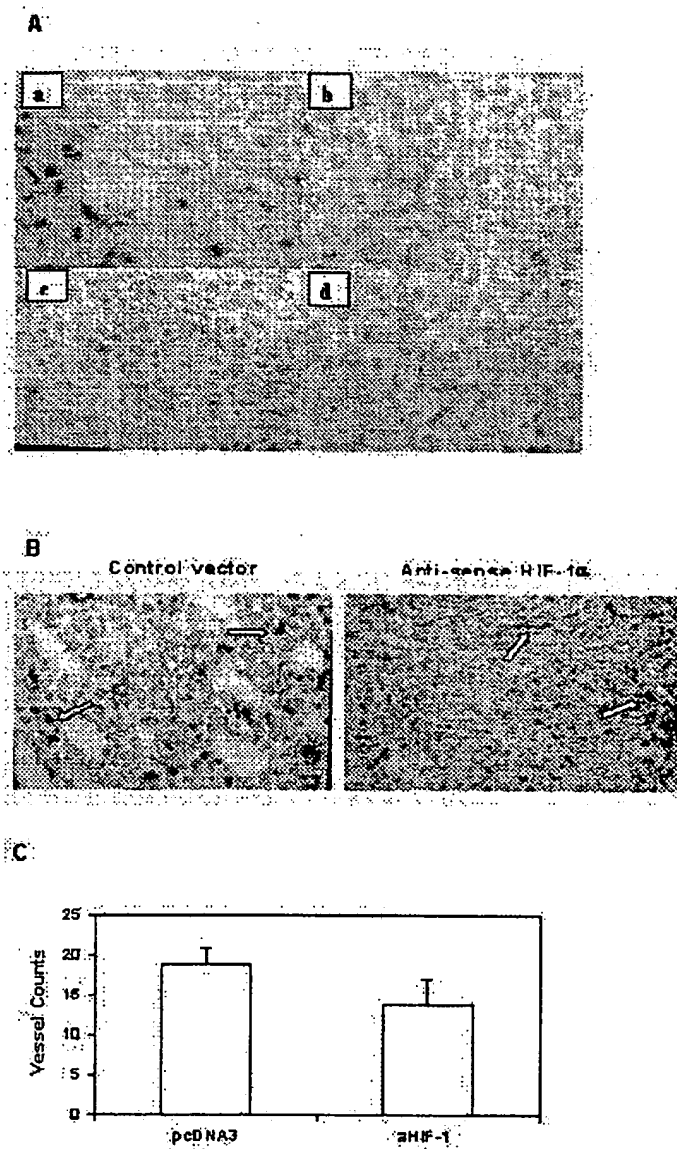 A
a b
c d
B
Control vector Anti-sense HIF-1α
C
25
20
15
10
5
0
Vessel Counts
pcDNA3 aHIF-1